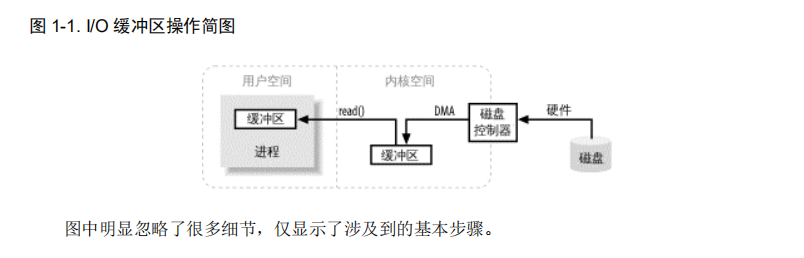 图 1-1. I/O 缓冲区操作简图
用户空间
内核空间
缓冲区
进程
read()
缓冲区
DMA
磁盘
控制器
硬件
磁盘
图中明显忽略了很多细节，仅显示了涉及到的基本步骤。